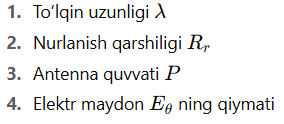 1. To‘lqin uzunligi λ
2. Nurlanish qarshiligi R_r
3. Antenna quvvati P
4. Elektr maydon E_θ ning qiymati